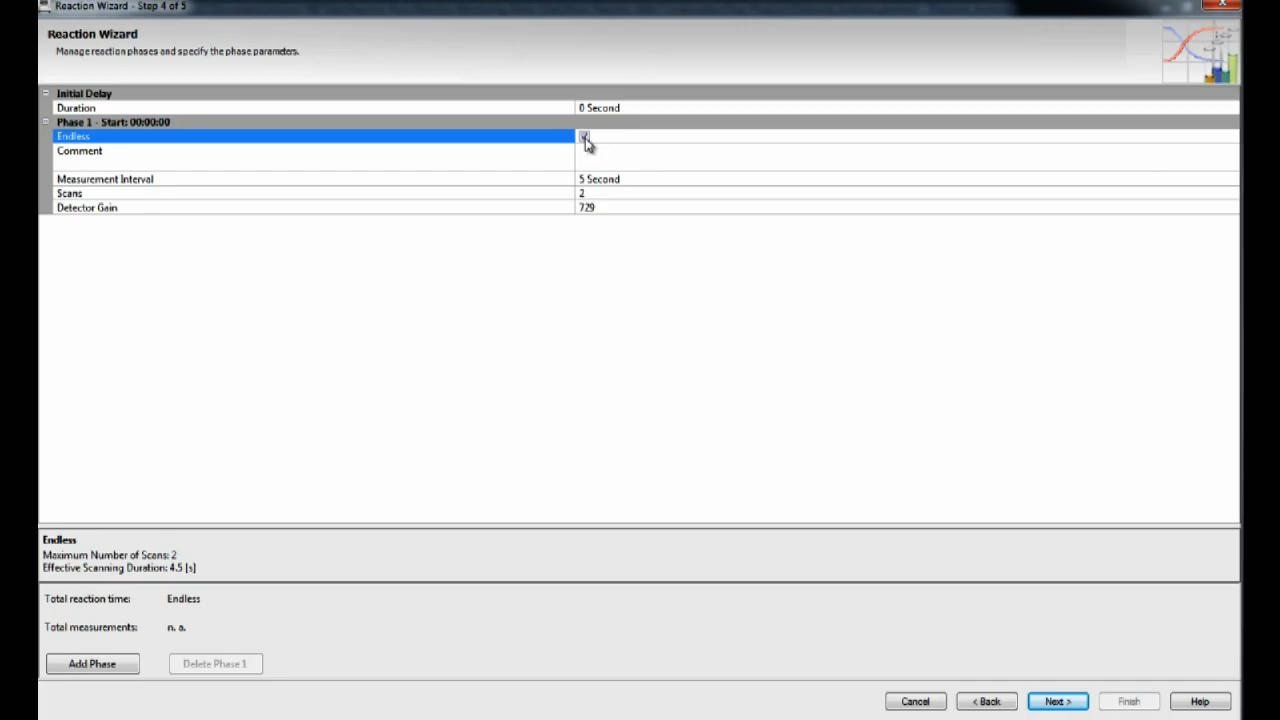 Reaction Wizard - Step 4 of 5
Reaction Wizard
Manage reaction phases and specify the phase parameters.
Initial Delay
Duration 0 Second
Phase 1 - Start: 00:00:00
Endless
Comment
Measurement Interval 5 Second
Scans 2
Detector Gain 729
Endless
Maximum Number of Scans: 2
Effective Scanning Duration: 4.5 [s]
Total reaction time: Endless
Total measurements: n. a.
Add Phase Delete Phase 1
Cancel < Back Next > Finish Help